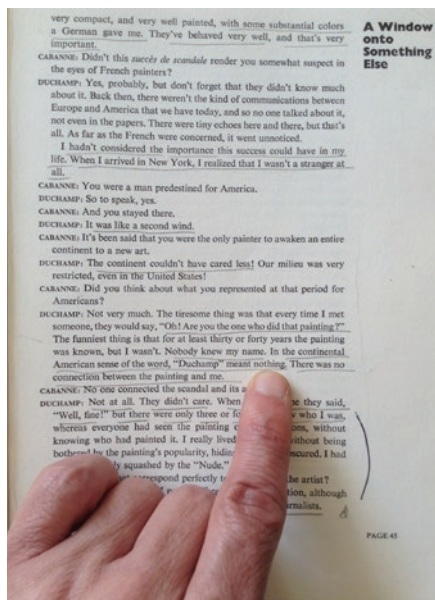 very compact, and very well painted, with some substantial colors
a German gave me. They've behaved very well, and that's very
important.
CABANNE: Didn't this succès de scandale render you somewhat suspect in
the eyes of French painters?
DUCHAMP: Yes, probably, but don't forget that they didn't know much
about it. Back then, there weren't the kind of communications between
Europe and America that we have today, and so no one talked about it,
not even in the papers. There were tiny echoes here and there, but that's
all. As far as the French were concerned, it went unnoticed.
I hadn't considered the importance this success could have in my
life. When I arrived in New York, I realized that I wasn't a stranger at
all.
CABANNE: You were a man predestined for America.
DUCHAMP: So to speak, yes.
CABANNE: And you stayed there.
DUCHAMP: It was like a second wind.
CABANNE: It's been said that you were the only painter to awaken an entire
continent to a new art.
DUCHAMP: The continent couldn't have cared less! Our milieu was very
restricted, even in the United States!
CABANNE: Did you think about what you represented at that period for
Americans?
DUCHAMP: Not very much. The tiresome thing was that every time I met
someone, they would say, "Oh! Are you the one who did that painting?"
The funniest thing is that for at least thirty or forty years the painting
was known, but I wasn't. Nobody knew my name. In the continental
American sense of the word, "Duchamp" meant nothing. There was no
connection between the painting and me.
CABANNE: No one connected the scandal and its a
DUCHAMP: Not at all. They didn't care. When they said,
"Well, fine!" but there were only three or who I was,
whereas everyone had seen the painting without
knowing who had painted it. I really lived without being
bothered by the painting's popularity, hiding I had
squashed by the "Nude."
correspond perfectly the artist?
although
A Window
onto
Something
Else
PAGE 45